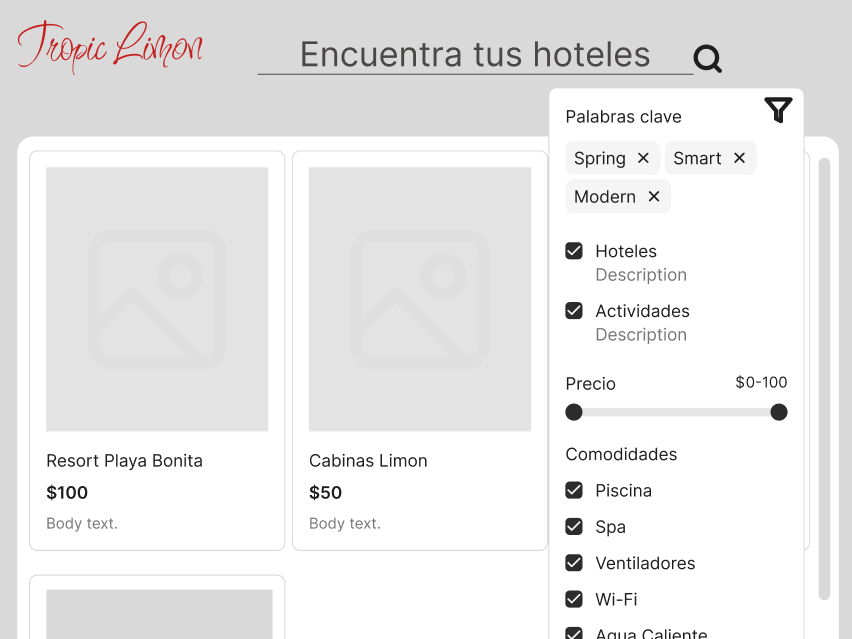 Tropic Limon
Encuentra tus hoteles
Palabras clave
Spring
Smart
Modern
Hoteles
Description
Actividades
Description
Precio $0-100
Comodidades
Piscina
Spa
Ventiladores
Wi-Fi
Agua Caliente
Resort Playa Bonita
$100
Body text.
Cabinas Limon
$50
Body text.